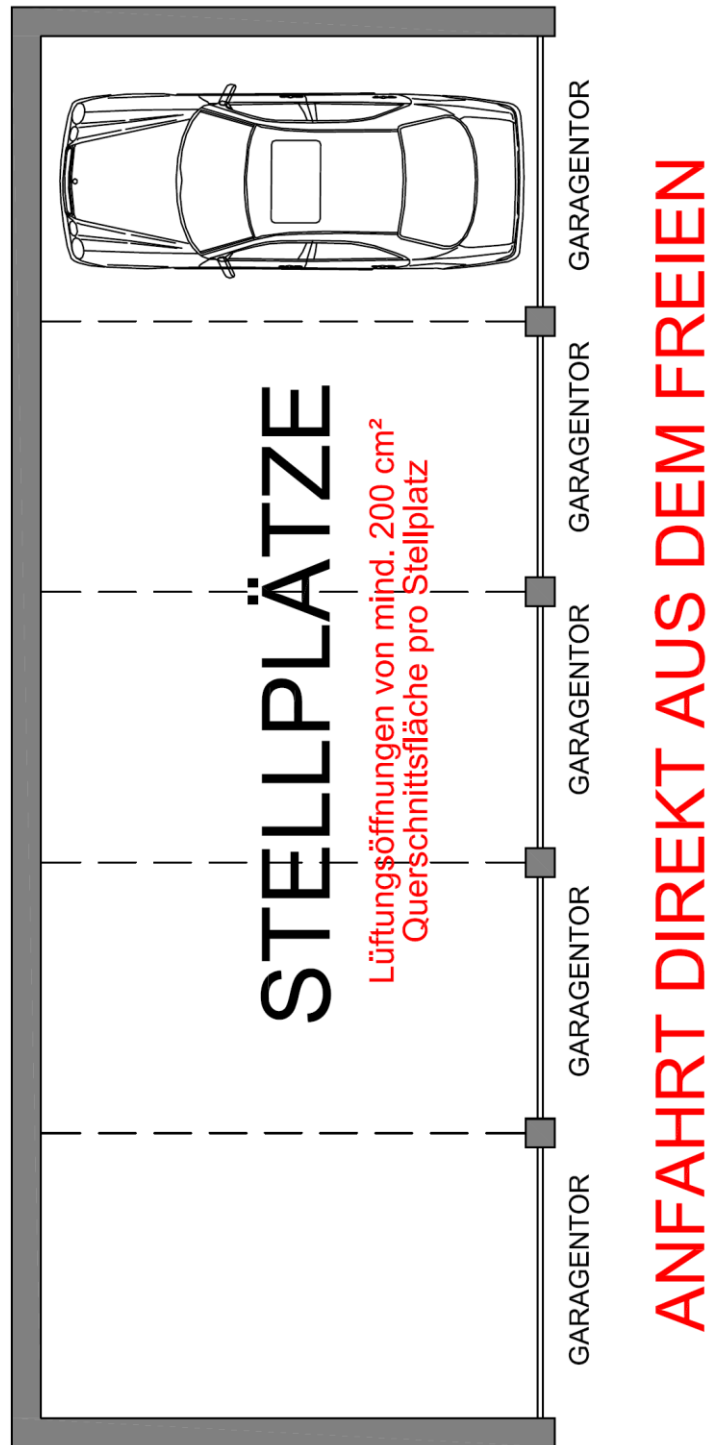 STELLPLÄTZE
Lüftungsöffnungen von mind. 200 cm²
Querschnittsfläche pro Stellplatz
GARAGENTOR
GARAGENTOR
GARAGENTOR
GARAGENTOR
GARAGENTOR
ANFAHRT DIREKT AUS DEM FREIEN